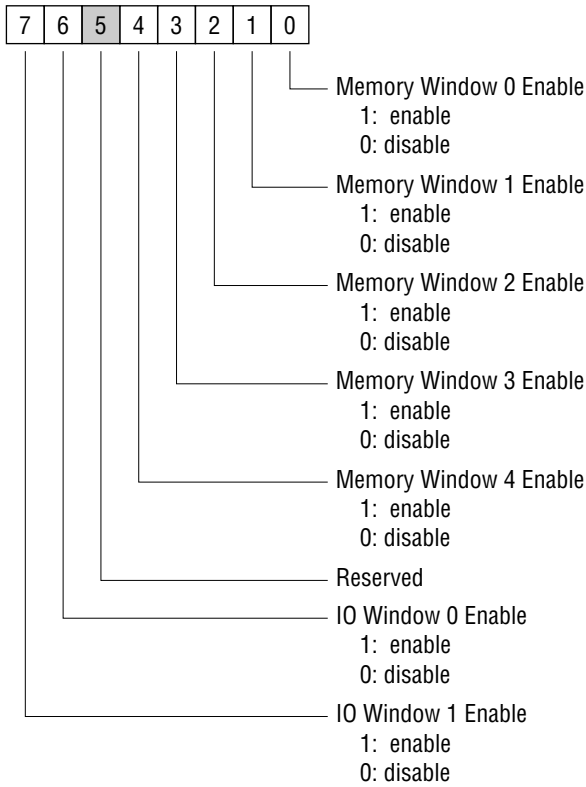 7 6 5 4 3 2 1 0
Memory Window 0 Enable
1: enable
0: disable
Memory Window 1 Enable
1: enable
0: disable
Memory Window 2 Enable
1: enable
0: disable
Memory Window 3 Enable
1: enable
0: disable
Memory Window 4 Enable
1: enable
0: disable
Reserved
IO Window 0 Enable
1: enable
0: disable
IO Window 1 Enable
1: enable
0: disable